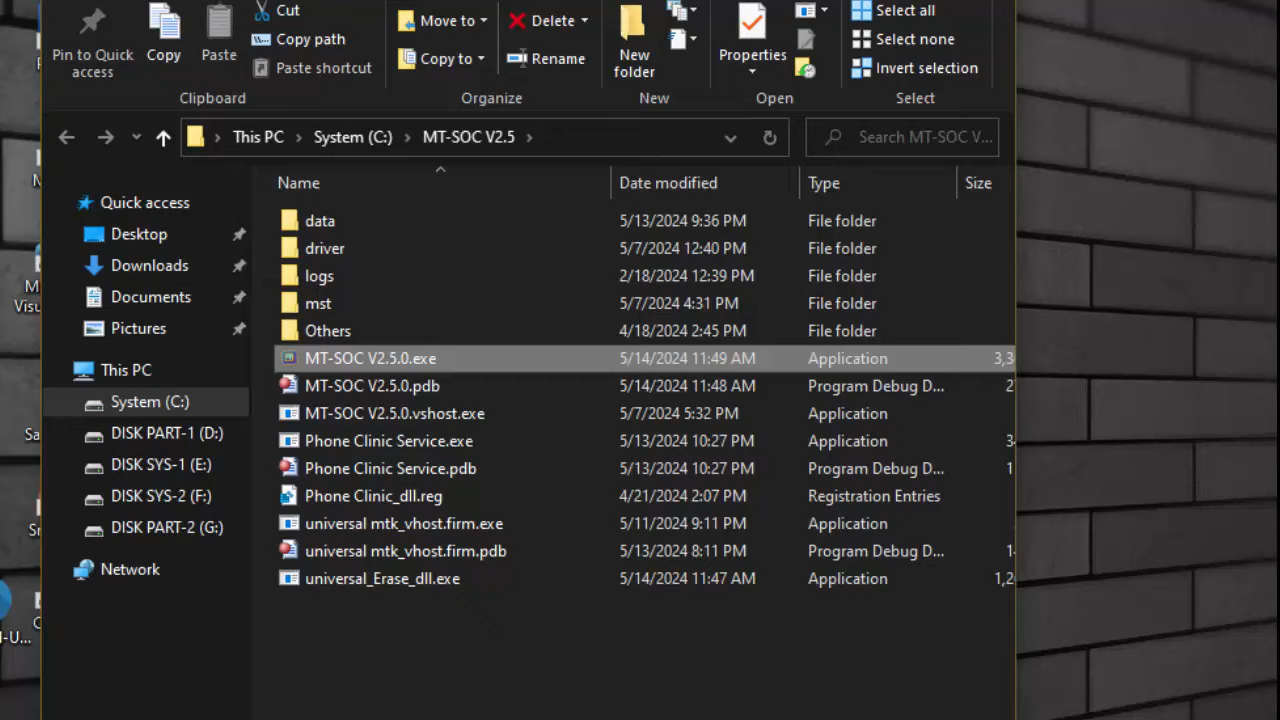 Cut
Copy path
Paste shortcut
Pin to Quick
access
Copy
Paste
Clipboard
Move to
Copy to
Delete
Rename
Organize
New
folder
New
Properties
Open
Select all
Select none
Invert selection
Select
This PC > System (C:) > MT-SOC V2.5 >
Search MT-SOC V...
Name Date modified Type Size
Quick access
Desktop
Downloads
Documents
Pictures
This PC
System (C:)
DISK PART-1 (D:)
DISK SYS-1 (E:)
DISK SYS-2 (F:)
DISK PART-2 (G:)
Network
data 5/13/2024 9:36 PM File folder
driver 5/7/2024 12:40 PM File folder
logs 2/18/2024 12:39 PM File folder
mst 5/7/2024 4:31 PM File folder
Others 4/18/2024 2:45 PM File folder
MT-SOC V2.5.0.exe 5/14/2024 11:49 AM Application 3,3
MT-SOC V2.5.0.pdb 5/14/2024 11:48 AM Program Debug D...
MT-SOC V2.5.0.vshost.exe 5/7/2024 5:32 PM Application
Phone Clinic Service.exe 5/13/2024 10:27 PM Application
Phone Clinic Service.pdb 5/13/2024 10:27 PM Program Debug D...
Phone Clinic_dll.reg 4/21/2024 2:07 PM Registration Entries
universal mtk_vhost.firm.exe 5/11/2024 9:11 PM Application
universal mtk_vhost.firm.pdb 5/13/2024 8:11 PM Program Debug D...
universal_Erase_dll.exe 5/14/2024 11:47 AM Application 1,2